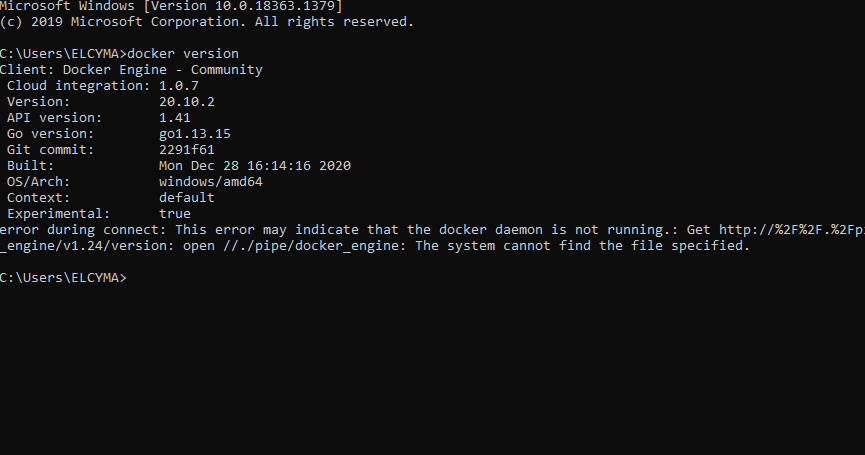 Microsoft Windows [Version 10.0.18363.1379]
(c) 2019 Microsoft Corporation. All rights reserved.
C:\Users\ELCYMA>docker version
Client: Docker Engine - Community
Cloud integration: 1.0.7
Version: 20.10.2
API version: 1.41
Go version: go1.13.15
Git commit: 2291f61
Built: Mon Dec 28 16:14:16 2020
OS/Arch: windows/amd64
Context: default
Experimental: true
error during connect: This error may indicate that the docker daemon is not running.: Get http://%2F%2F.%2Fp
_engine/v1.24/version: open //./pipe/docker_engine: The system cannot find the file specified.
C:\Users\ELCYMA>